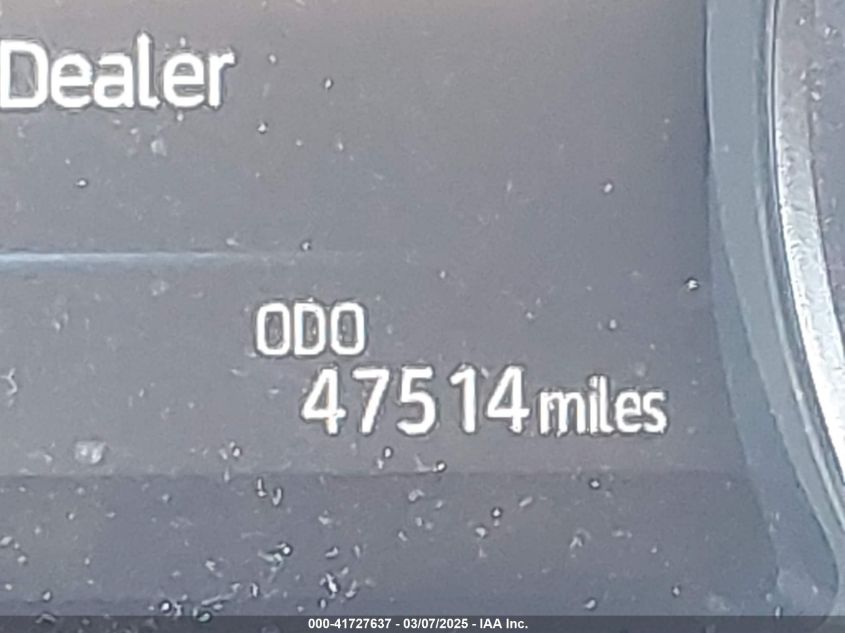 Dealer
ODO
47514 miles
000-41727637 - 03/07/2025 - IAA Inc.